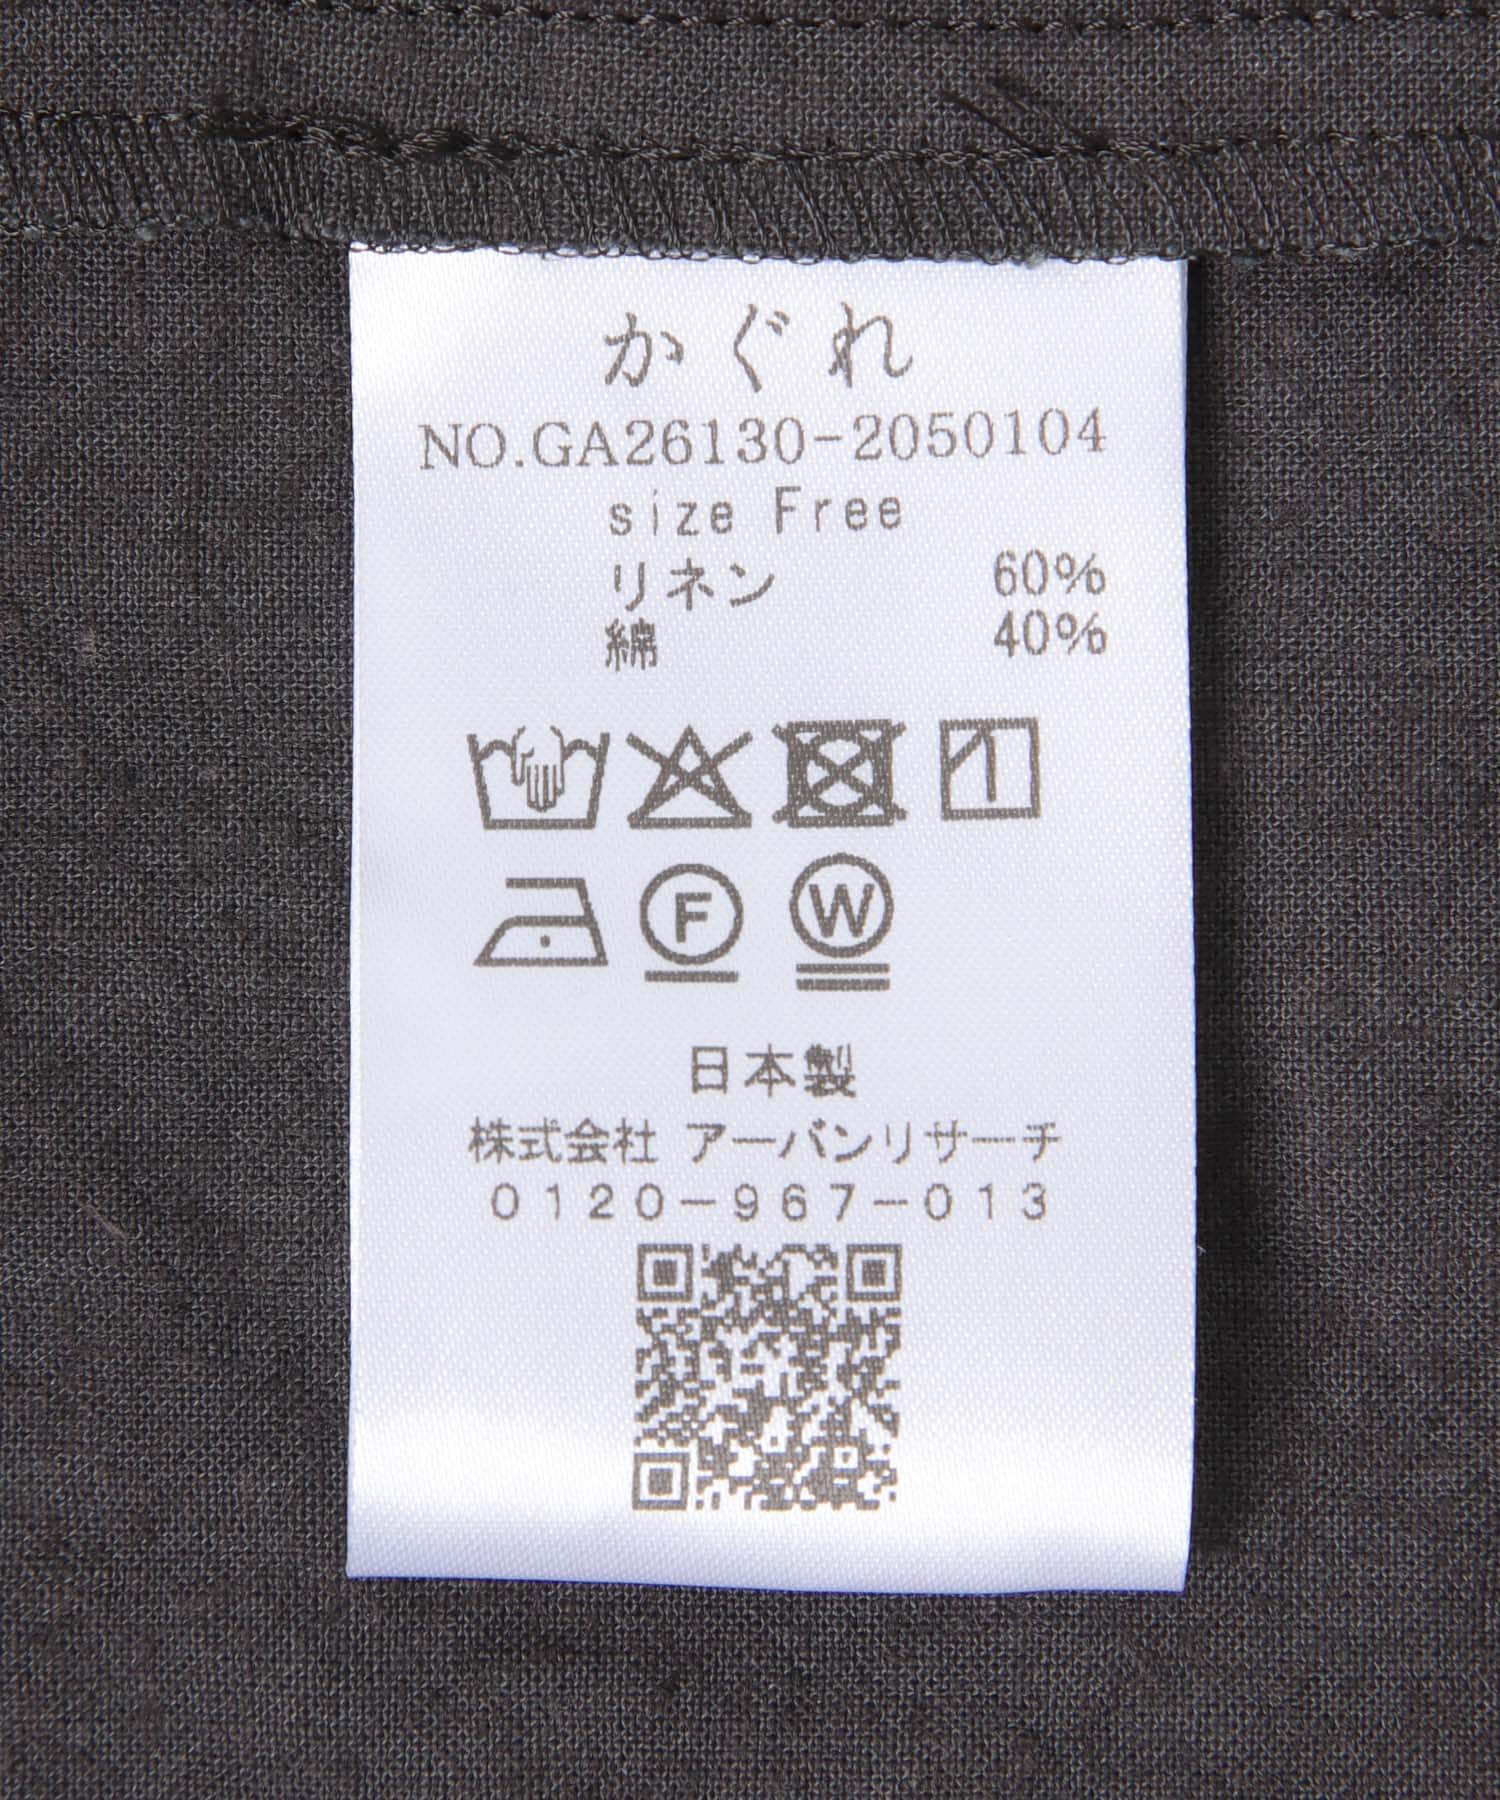 かぐれ
NO.GA26130-2050104
size Free
リネン 60%
綿 40%
F W
日本製
株式会社 アーバンリサーチ
0120-967-013